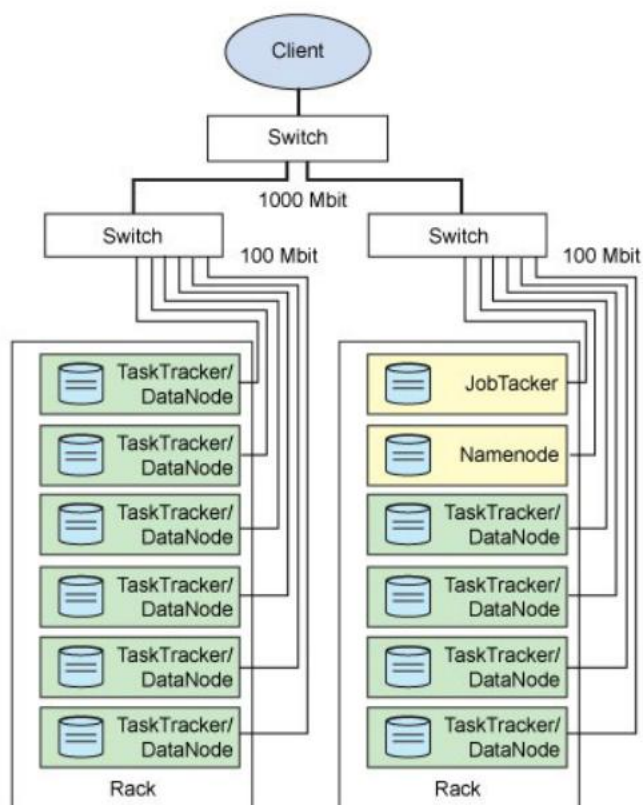 Client
Switch
1000 Mbit
Switch
Switch
100 Mbit
100 Mbit
TaskTracker/
DataNode
TaskTracker/
DataNode
TaskTracker/
DataNode
TaskTracker/
DataNode
TaskTracker/
DataNode
TaskTracker/
DataNode
Rack
JobTacker
Namenode
TaskTracker/
DataNode
TaskTracker/
DataNode
TaskTracker/
DataNode
TaskTracker/
DataNode
Rack